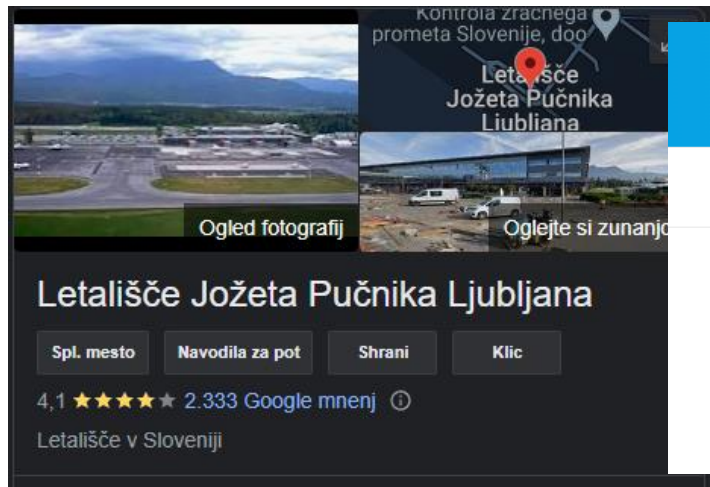 Kontrola zračnega
prometa Slovenije, doo
Letališče
Jožeta Pučnika
Ljubljana
Ogled fotografij
Oglejte si zunanjo
Letališče Jožeta Pučnika Ljubljana
Spl. mesto
Navodila za pot
Shrani
Klic
4,1
2.333 Google mnenj
Letališče v Sloveniji